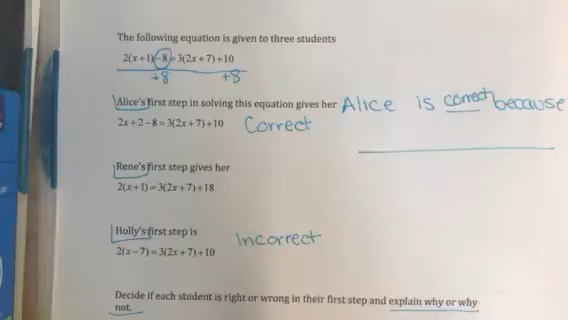 The following equation is given to three students
2(x+1)−8=3(2x+7)+10
+8 +8
Alice's first step in solving this equation gives her Alice is correct because
2x+2−8=3(2x+7)+10 Correct
Rene's first step gives her
2(x+1)=3(2x+7)+18
Holly's first step is
Incorrect
2(x−7)=3(2x+7)+10
Decide if each student is right or wrong in their first step and explain why or why
not.